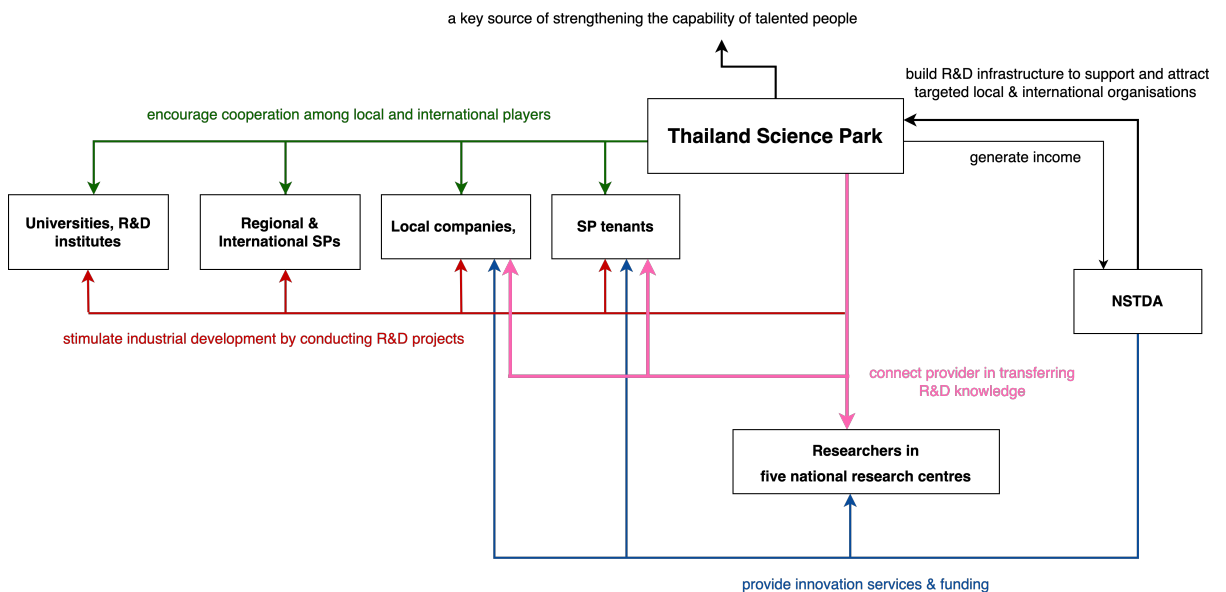 a key source of strengthening the capability of talented people
build R&D infrastructure to support and attract
targeted local & international organisations
encourage cooperation among local and international players
Thailand Science Park
generate income
Universities, R&D
institutes
Regional &
International SPs
Local companies,
SP tenants
NSTDA
stimulate industrial development by conducting R&D projects
connect provider in transferring
R&D knowledge
Researchers in
five national research centres
provide innovation services & funding